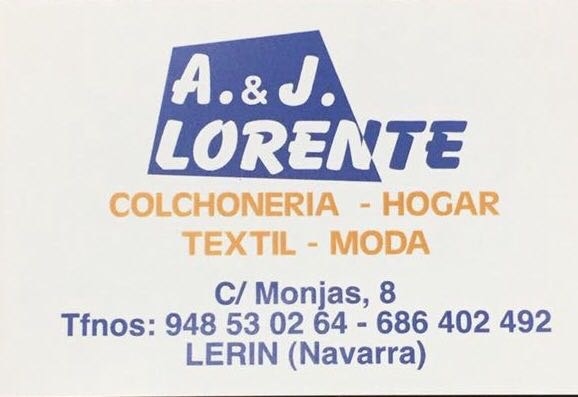 A. & J.
LORENTE
COLCHONERIA - HOGAR
TEXTIL - MODA
C/ Monjas, 8
Tfnos: 948 53 02 64 - 686 402 492
LERIN (Navarra)